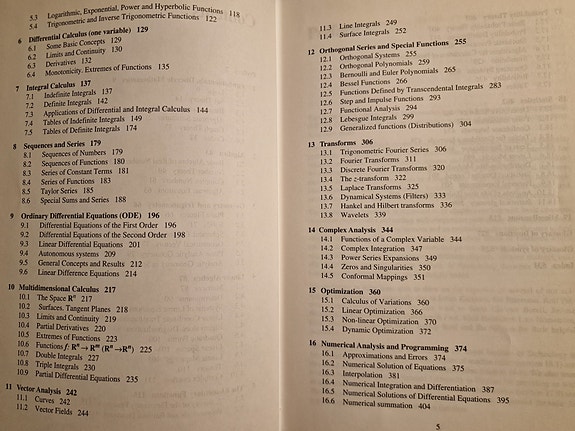 5.3 Logarithmic, Exponential, Power and Hyperbolic Functions 118
5.4 Trigonometric and Inverse Trigonometric Functions 122
6 Differential Calculus (one variable) 129
6.1 Some Basic Concepts 129
6.2 Limits and Continuity 130
6.3 Derivatives 132
6.4 Monotonicity. Extremes of Functions 135
7 Integral Calculus 137
7.1 Indefinite Integrals 137
7.2 Definite Integrals 142
7.3 Applications of Differential and Integral Calculus 144
7.4 Tables of Indefinite Integrals 149
7.5 Tables of Definite Integrals 174
8 Sequences and Series 179
8.1 Sequences of Numbers 179
8.2 Sequences of Functions 180
8.3 Series of Constant Terms 181
8.4 Series of Functions 183
8.5 Taylor Series 185
8.6 Special Sums and Series 188
9 Ordinary Differential Equations (ODE) 196
9.1 Differential Equations of the First Order 196
9.2 Differential Equations of the Second Order 198
9.3 Linear Differential Equations 201
9.4 Autonomous systems 209
9.5 General Concepts and Results 212
9.6 Linear Difference Equations 214
10 Multidimensional Calculus 217
10.1 The Space Rⁿ 217
10.2 Surfaces. Tangent Planes 218
10.3 Limits and Continuity 219
10.4 Partial Derivatives 220
10.5 Extremes of Functions 223
10.6 Functions f: Rⁿ→Rᵐ (Rⁿ→Rⁿ) 225
10.7 Double Integrals 227
10.8 Triple Integrals 230
10.9 Partial Differential Equations 235
11 Vector Analysis 242
11.1 Curves 242
11.2 Vector Fields 244
11.3 Line Integrals 249
11.4 Surface Integrals 252
12 Orthogonal Series and Special Functions 255
12.1 Orthogonal Systems 255
12.2 Orthogonal Polynomials 259
12.3 Bernoulli and Euler Polynomials 265
12.4 Bessel Functions 266
12.5 Functions Defined by Transcendental Integrals 283
12.6 Step and Impulse Functions 293
12.7 Functional Analysis 294
12.8 Lebesgue Integrals 299
12.9 Generalized functions (Distributions) 304
13 Transforms 306
13.1 Trigonometric Fourier Series 306
13.2 Fourier Transforms 311
13.3 Discrete Fourier Transforms 320
13.4 The z-transform 322
13.5 Laplace Transforms 325
13.6 Dynamical Systems (Filters) 333
13.7 Hankel and Hilbert transforms 336
13.8 Wavelets 339
14 Complex Analysis 344
14.1 Functions of a Complex Variable 344
14.2 Complex Integration 347
14.3 Power Series Expansions 349
14.4 Zeros and Singularities 350
14.5 Conformal Mappings 351
15 Optimization 360
15.1 Calculus of Variations 360
15.2 Linear Optimization 366
15.3 Non-linear Optimization 370
15.4 Dynamic Optimization 372
16 Numerical Analysis and Programming 374
16.1 Approximations and Errors 374
16.2 Numerical Solution of Equations 375
16.3 Interpolation 381
16.4 Numerical Integration and Differentiation 387
16.5 Numerical Solutions of Differential Equations 395
16.6 Numerical summation 404
5